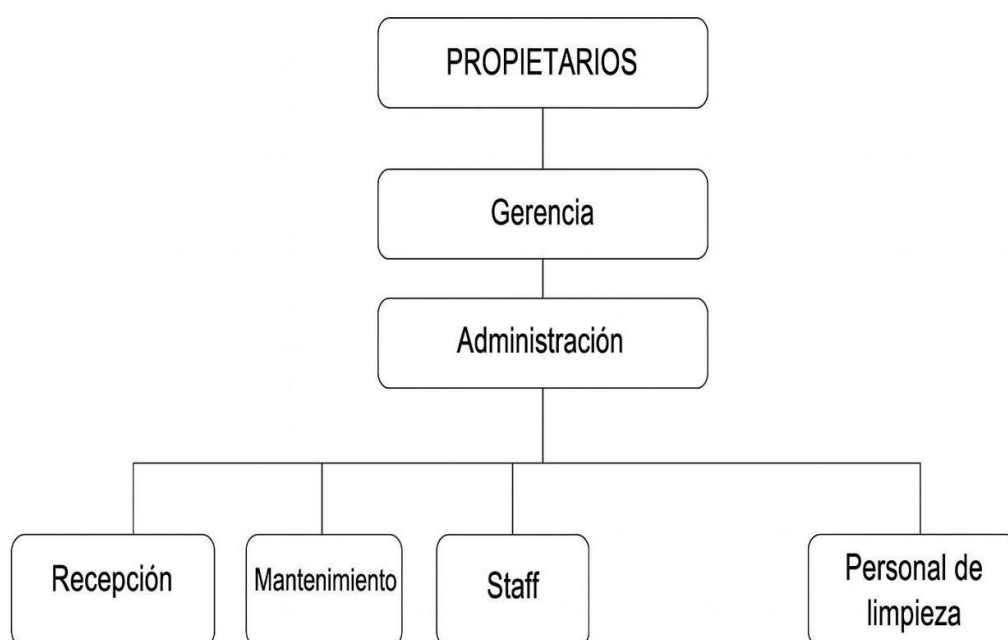 PROPIETARIOS
Gerencia
Administración
Recepción
Mantenimiento
Staff
Personal de
limpieza